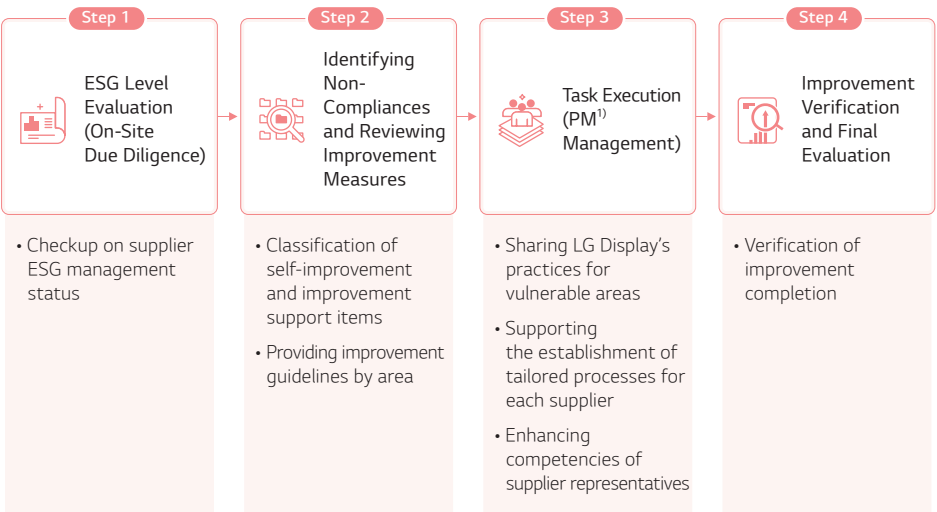 Step 1
ESG Level
Evaluation
(On-Site
Due Diligence)
• Checkup on supplier
ESG management
status
Step 2
Identifying
Non-
Compliances
and Reviewing
Improvement
Measures
• Classification of
self-improvement
and improvement
support items
• Providing improvement
guidelines by area
Step 3
Task Execution
(PM1)
Management)
• Sharing LG Display's
practices for
vulnerable areas
• Supporting
the establishment of
tailored processes for
each supplier
• Enhancing
competencies of
supplier representatives
Step 4
Improvement
Verification
and Final
Evaluation
• Verification of
improvement
completion